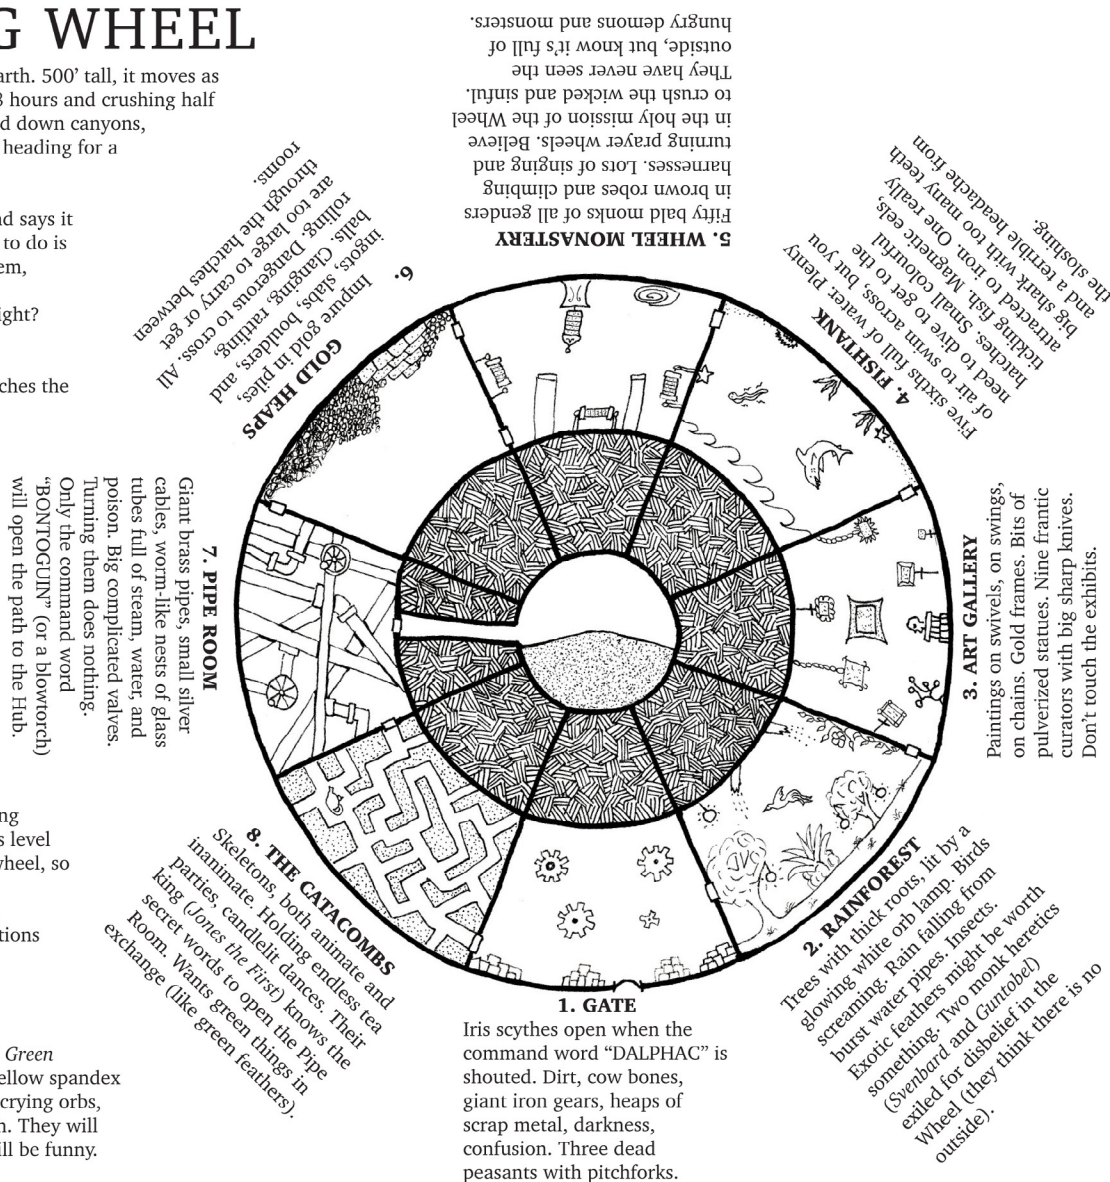 G WHEEL
arth. 500’ tall, it moves as
3 hours and crushing half
d down canyons,
heading for a
nd says it
to do is
em,
ight?
ches the
ng
s level
wheel, so
tions
Green
ellow spandex
crying orbs,
n. They will
ill be funny.
1. GATE
Iris scythes open when the
command word “DALPHAC” is
shouted. Dirt, cow bones,
giant iron gears, heaps of
scrap metal, darkness,
confusion. Three dead
peasants with pitchforks.
2. RAINFOREST
Trees with thick roots, lit by a
glowing white orb lamp. Birds
screaming. Rain falling from
burst water pipes. Insects.
Exotic feathers might be worth
something. Two monk heretics
(Svenbard and Guntobel)
exiled for disbelief in the
Wheel (they think there is no
outside).
3. ART GALLERY
Paintings on swivels, on swings,
on chains. Gold frames. Bits of
pulverized statues. Nine frantic
curators with big sharp knives.
Don’t touch the exhibits.
4. FISHTANK
Five sixths full of water. Plenty
of air to swim across, but you
need to dive to get to the
hatches. Small colourful
tickling fish. Magnetic eels,
attracted to iron. One really
big shark with too many teeth
and a terrible headache from
the sloshing.
5. WHEEL MONASTERY
Fifty bald monks of all genders
in brown robes and climbing
harnesses. Lots of singing and
turning prayer wheels. Believe
in the holy mission of the Wheel
to crush the wicked and sinful.
They have never seen the
outside, but know it’s full of
hungry demons and monsters.
6. GOLD HEAPS
Impure gold in piles,
ingots, slabs, boulders, and
balls. Clanging, rattling,
rolling. Dangerous to cross. All
are too large to carry or get
through the hatches between
rooms.
7. PIPE ROOM
Giant brass pipes, small silver
cables, worm-like nests of glass
tubes full of steam, water, and
poison. Big complicated valves.
Turning them does nothing.
Only the command word
“BONTOGUIN” (or a blowtorch)
will open the path to the Hub.
8. THE CATACOMBS
Skeletons, both animate and
inanimate. Holding endless tea
parties, candlelit dances. Their
king (Jones the First) knows the
secret words to open the Pipe
Room. Wants green things in
exchange (like green feathers).